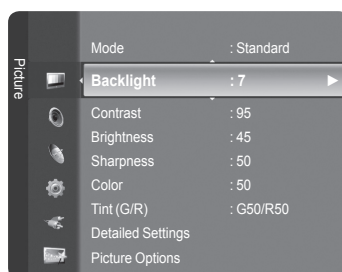 Picture
Mode : Standard
Backlight : 7
Contrast : 95
Brightness : 45
Sharpness : 50
Color : 50
Tint (G/R) : G50/R50
Detailed Settings
Picture Options